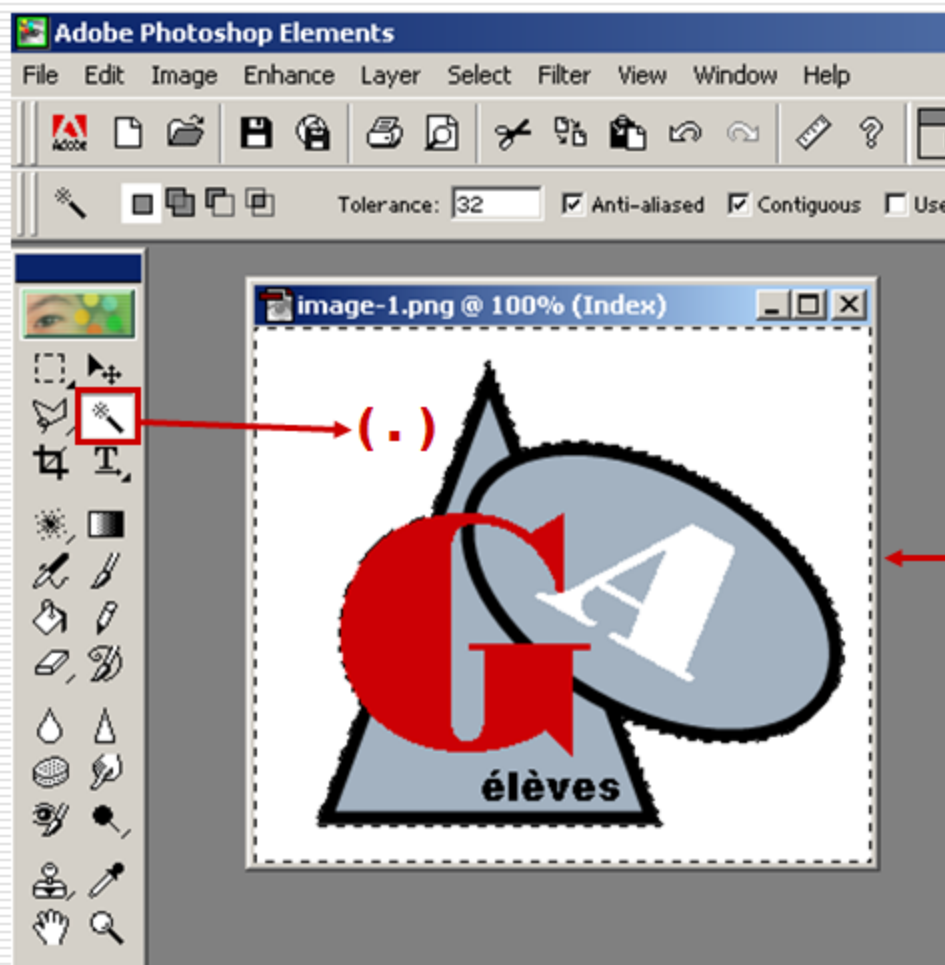 Adobe Photoshop Elements
File Edit Image Enhance Layer Select Filter View Window Help
Adobe
Tolerance: 32 Anti-aliased Contiguous Use
image-1.png @ 100% (Index)
(.)
G A
élèves